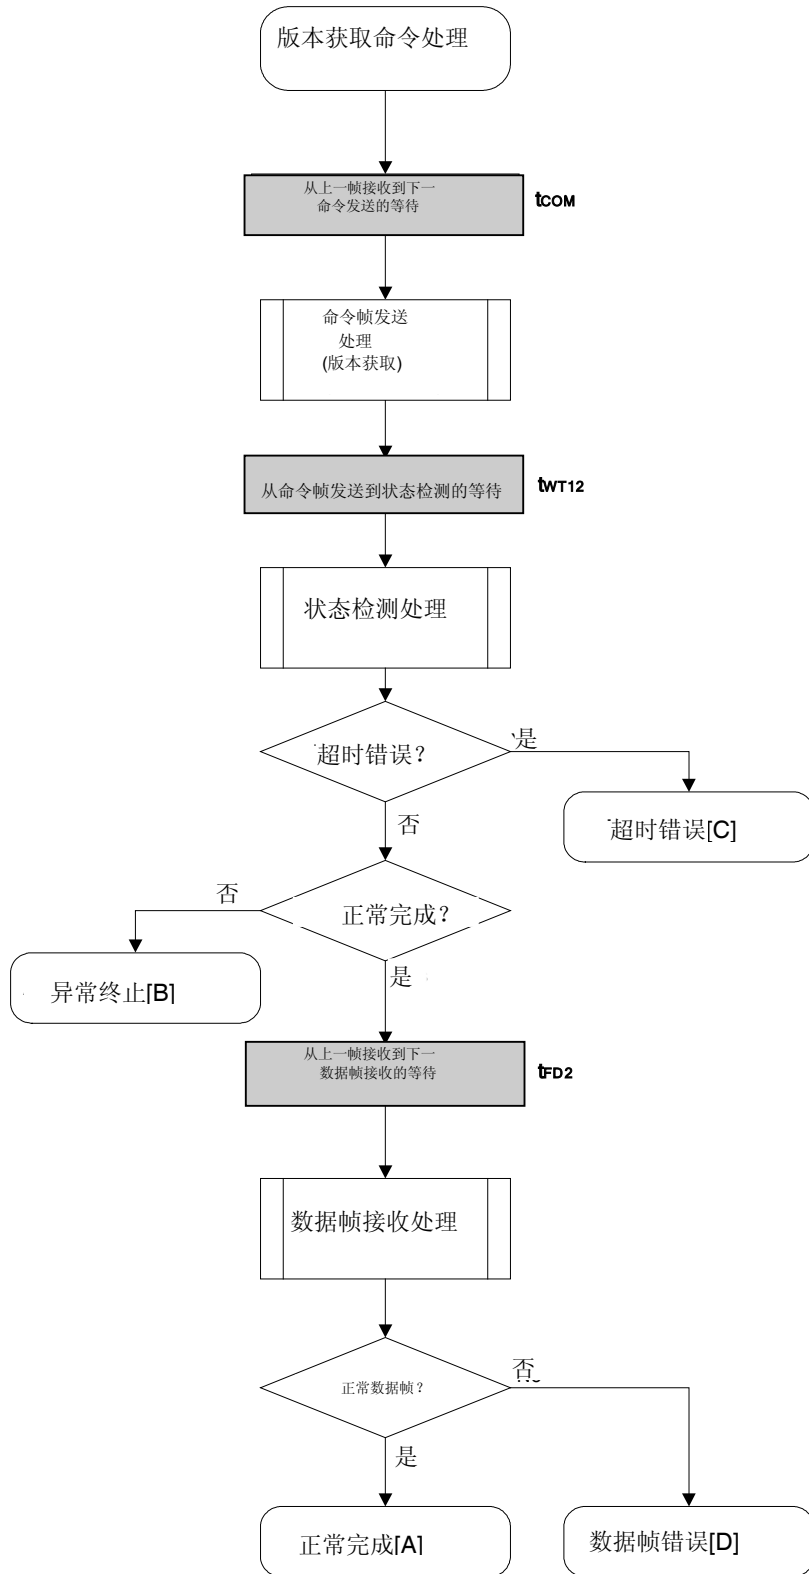 版本获取命令处理
从上一帧接收到下一
命令发送的等待
tCOM
命令帧发送
处理
(版本获取)
从命令帧发送到状态检测的等待
tWT12
状态检测处理
超时错误?
是
超时错误[C]
否
正常完成?
否
异常终止[B]
是
从上一帧接收到下一
数据帧接收的等待
tFD2
数据帧接收处理
正常数据帧?
否
是
正常完成[A]
数据帧错误[D]